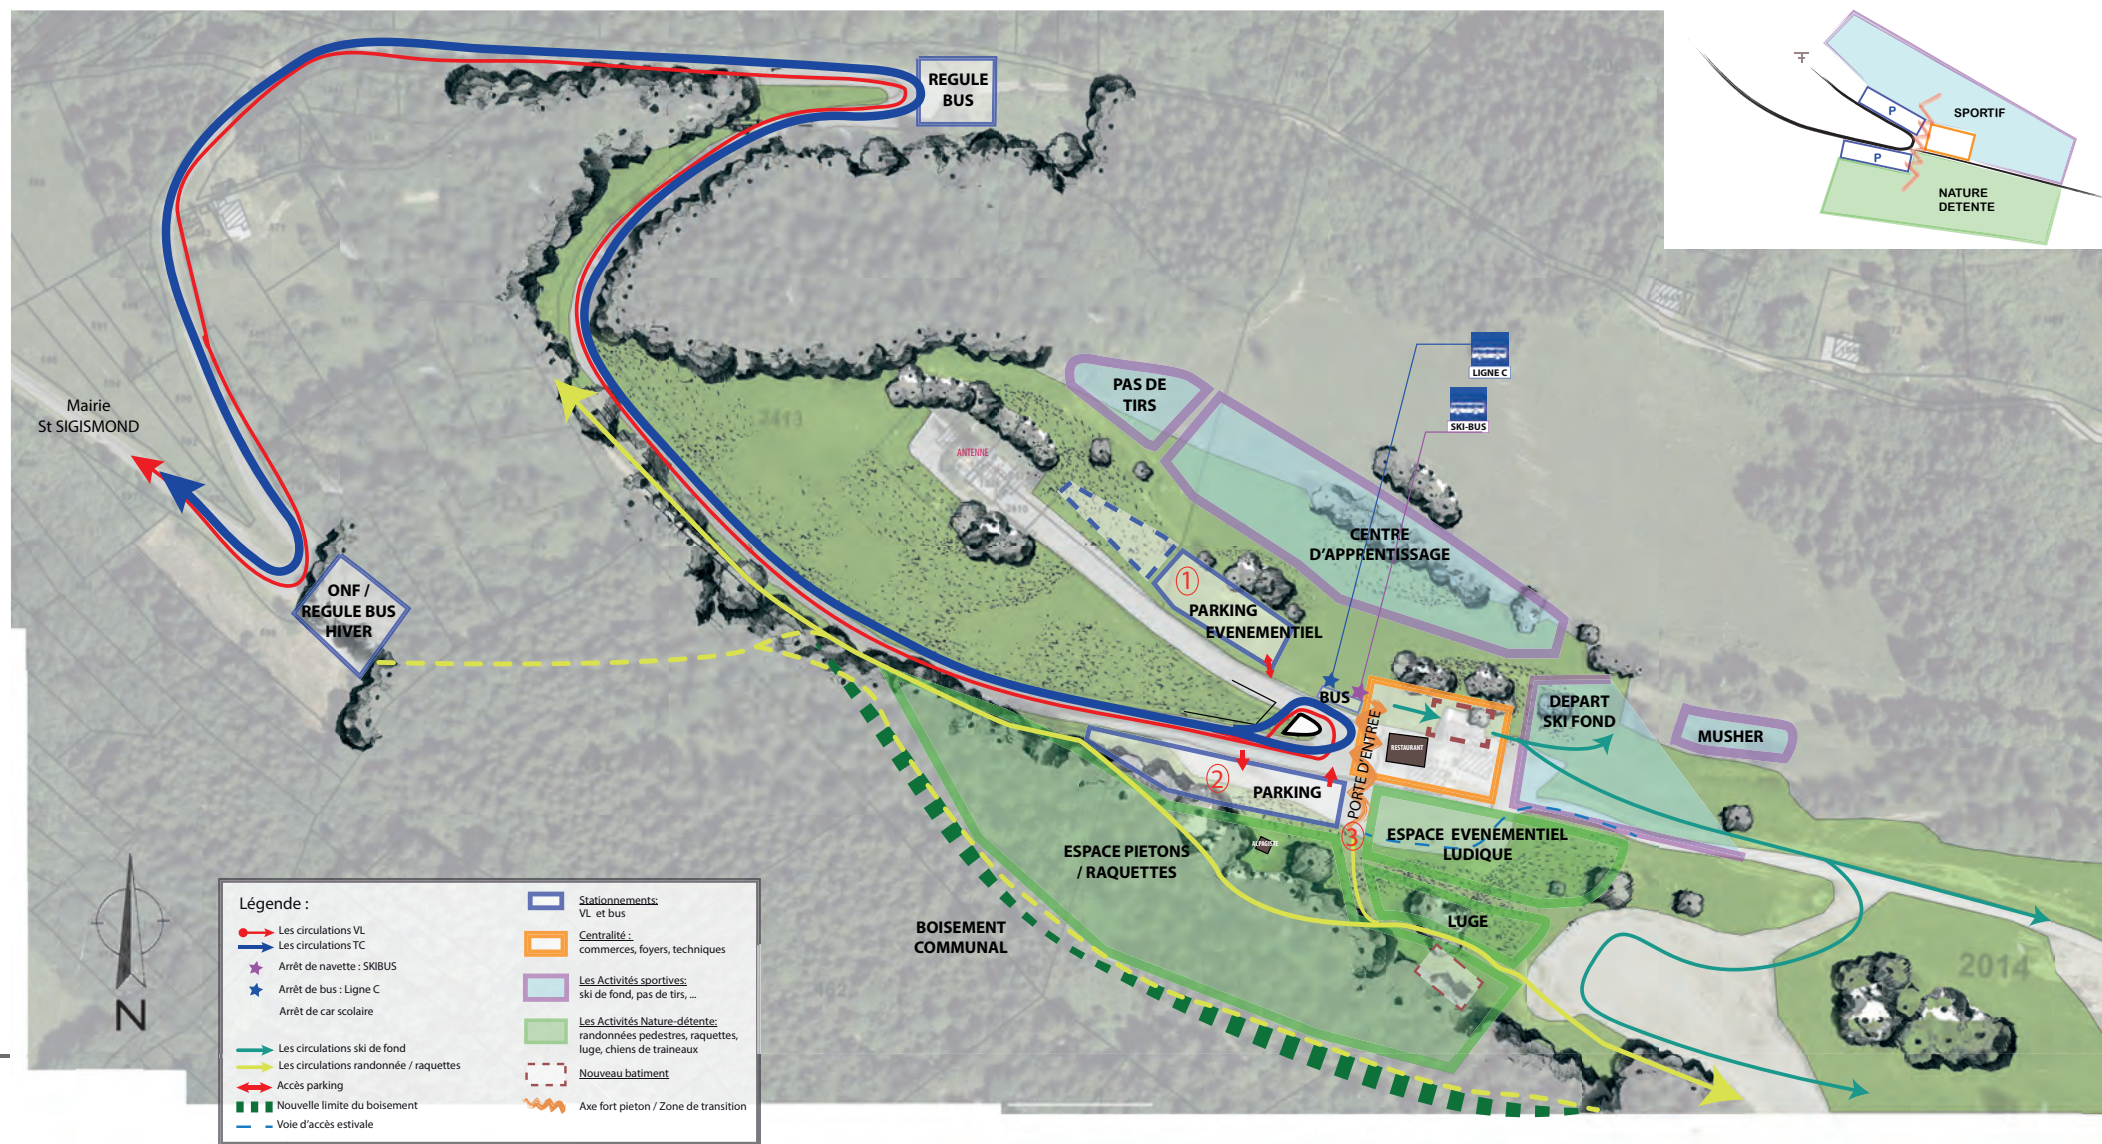 REGULE
BUS
P
SPORTIF
P
NATURE
DETENTE
LIGNE C
SKI-BUS
Mairie
St SIGISMOND
PAS DE
TIRS
2413
ANTENNE
CENTRE
D'APPRENTISSAGE
1
PARKING
EVENEMENTIEL
ONF /
REGULE BUS
HIVER
BUS
PORTE D'ENTREE
RESTAURANT
DEPART
SKI FOND
MUSHER
2
PARKING
3
ESPACE EVENEMENTIEL
LUDIQUE
ALPAGISTE
ESPACE PIETONS
/ RAQUETTES
LUGE
BOISEMENT
COMMUNAL
2014
462
N
Légende :
Les circulations VL
Les circulations TC
Arrêt de navette : SKIBUS
Arrêt de bus : Ligne C
Arrêt de car scolaire
Les circulations ski de fond
Les circulations randonnée / raquettes
Accès parking
Nouvelle limite du boisement
Voie d'accès estivale
Stationnements:
VL et bus
Centralité :
commerces, foyers, techniques
Les Activités sportives:
ski de fond, pas de tirs, ...
Les Activités Nature-détente:
randonnées pedestres, raquettes,
luge, chiens de traineaux
Nouveau batiment
Axe fort pieton / Zone de transition